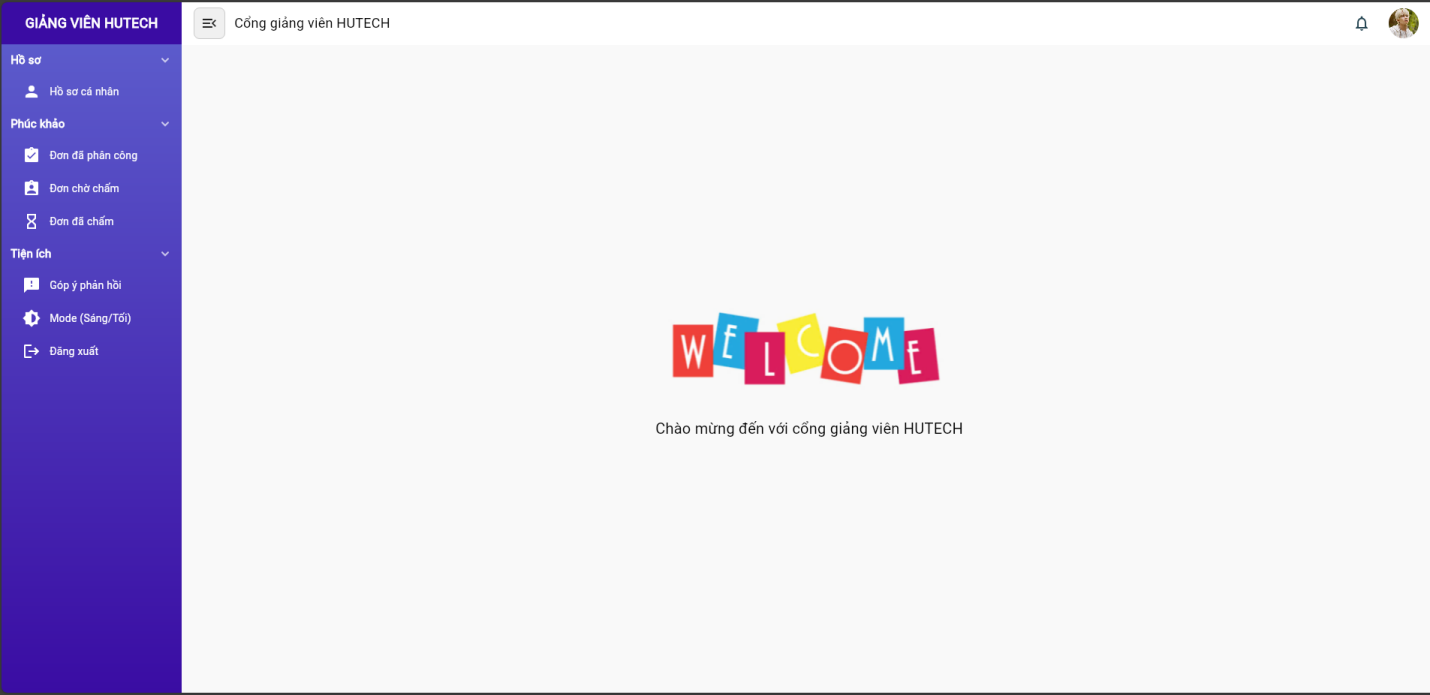 GIẢNG VIÊN HUTECH
Cổng giảng viên HUTECH
Hồ sơ
Hồ sơ cá nhân
Phúc khảo
Đơn đã phân công
Đơn chờ chấm
Đơn đã chấm
Tiện ích
Góp ý phản hồi
Mode (Sáng/Tối)
Đăng xuất
WELCOME
Chào mừng đến với cổng giảng viên HUTECH